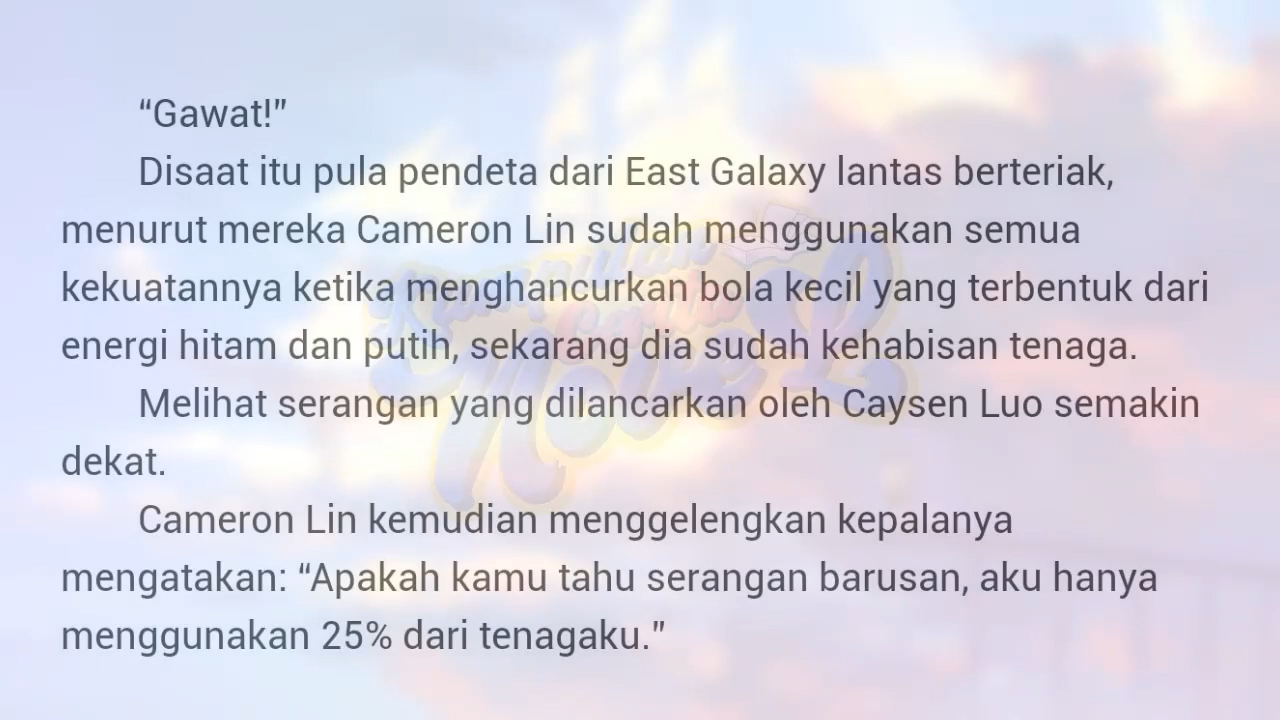 “Gawat!”
Disaat itu pula pendeta dari East Galaxy lantas berteriak,
menurut mereka Cameron Lin sudah menggunakan semua
kekuatannya ketika menghancurkan bola kecil yang terbentuk dari
energi hitam dan putih, sekarang dia sudah kehabisan tenaga.
Melihat serangan yang dilancarkan oleh Caysen Luo semakin
dekat.
Cameron Lin kemudian menggelengkan kepalanya
mengatakan: “Apakah kamu tahu serangan barusan, aku hanya
menggunakan 25% dari tenagaku.”